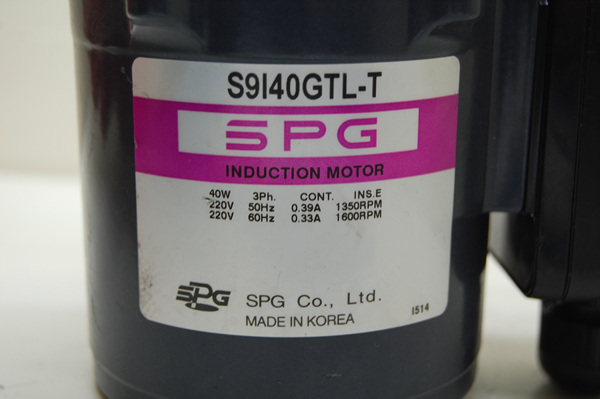 S9I40GTL-T
SPG
INDUCTION MOTOR
40W 3Ph. CONT. INS.E
220V 50Hz 0.39A 1350RPM
220V 60Hz 0.33A 1600RPM
SPG SPG Co., Ltd.
MADE IN KOREA
I514